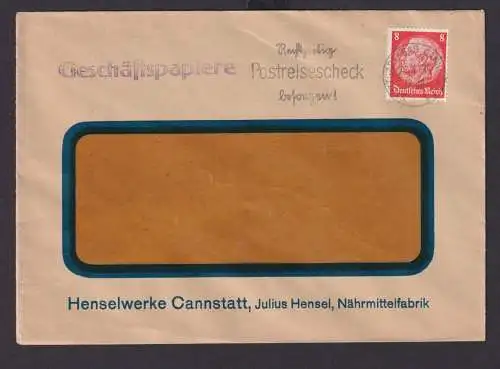 Geschäftspapiere
Rechtzeitig
Postreisescheck
besorgen!
8 8
Deutsches Reich
Henselwerke Cannstatt, Julius Hensel, Nährmittelfabrik